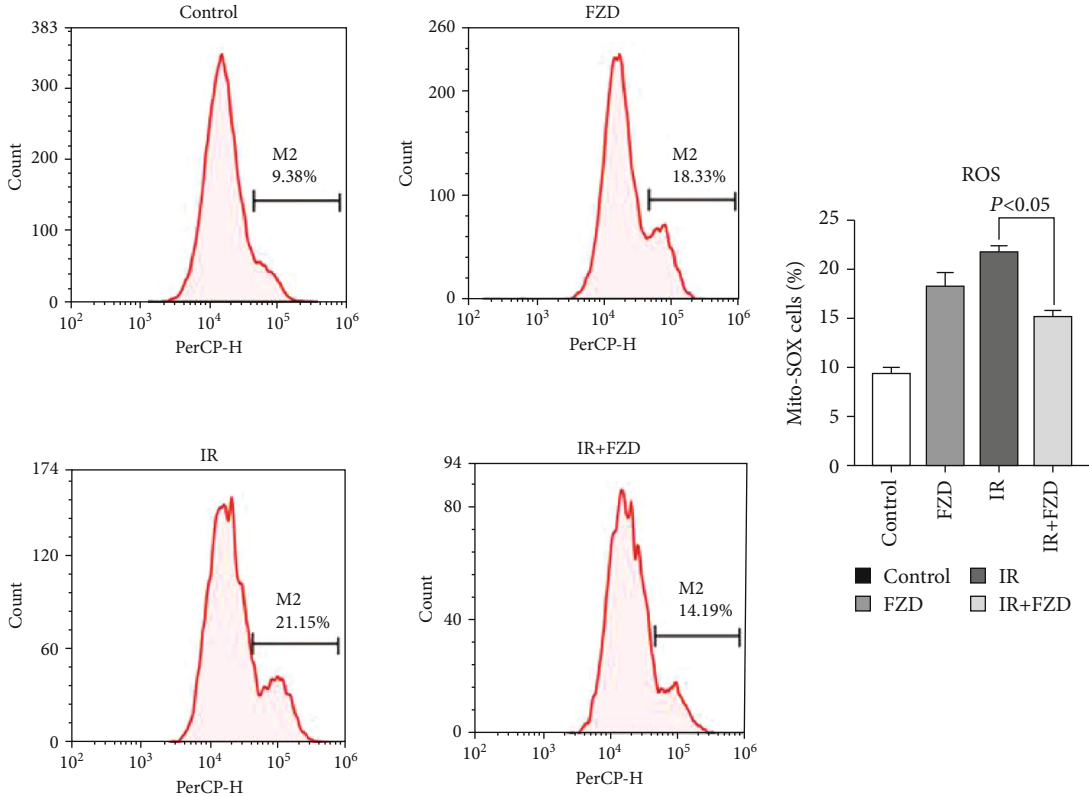 Control
383
300
200
100
0
Count
M2
9.38%
10²
10³
10⁴
10⁵
10⁶
PerCP-H
FZD
260
200
100
0
Count
M2
18.33%
10²
10³
10⁴
10⁵
10⁶
PerCP-H
IR
174
120
60
0
Count
M2
21.15%
10²
10³
10⁴
10⁵
10⁶
PerCP-H
IR+FZD
94
80
40
0
Count
M2
14.19%
10²
10³
10⁴
10⁵
10⁶
PerCP-H
ROS
P<0.05
25
20
15
10
5
0
Mito-SOX cells (%)
Control
FZD
IR
IR+FZD
Control
IR
FZD
IR+FZD